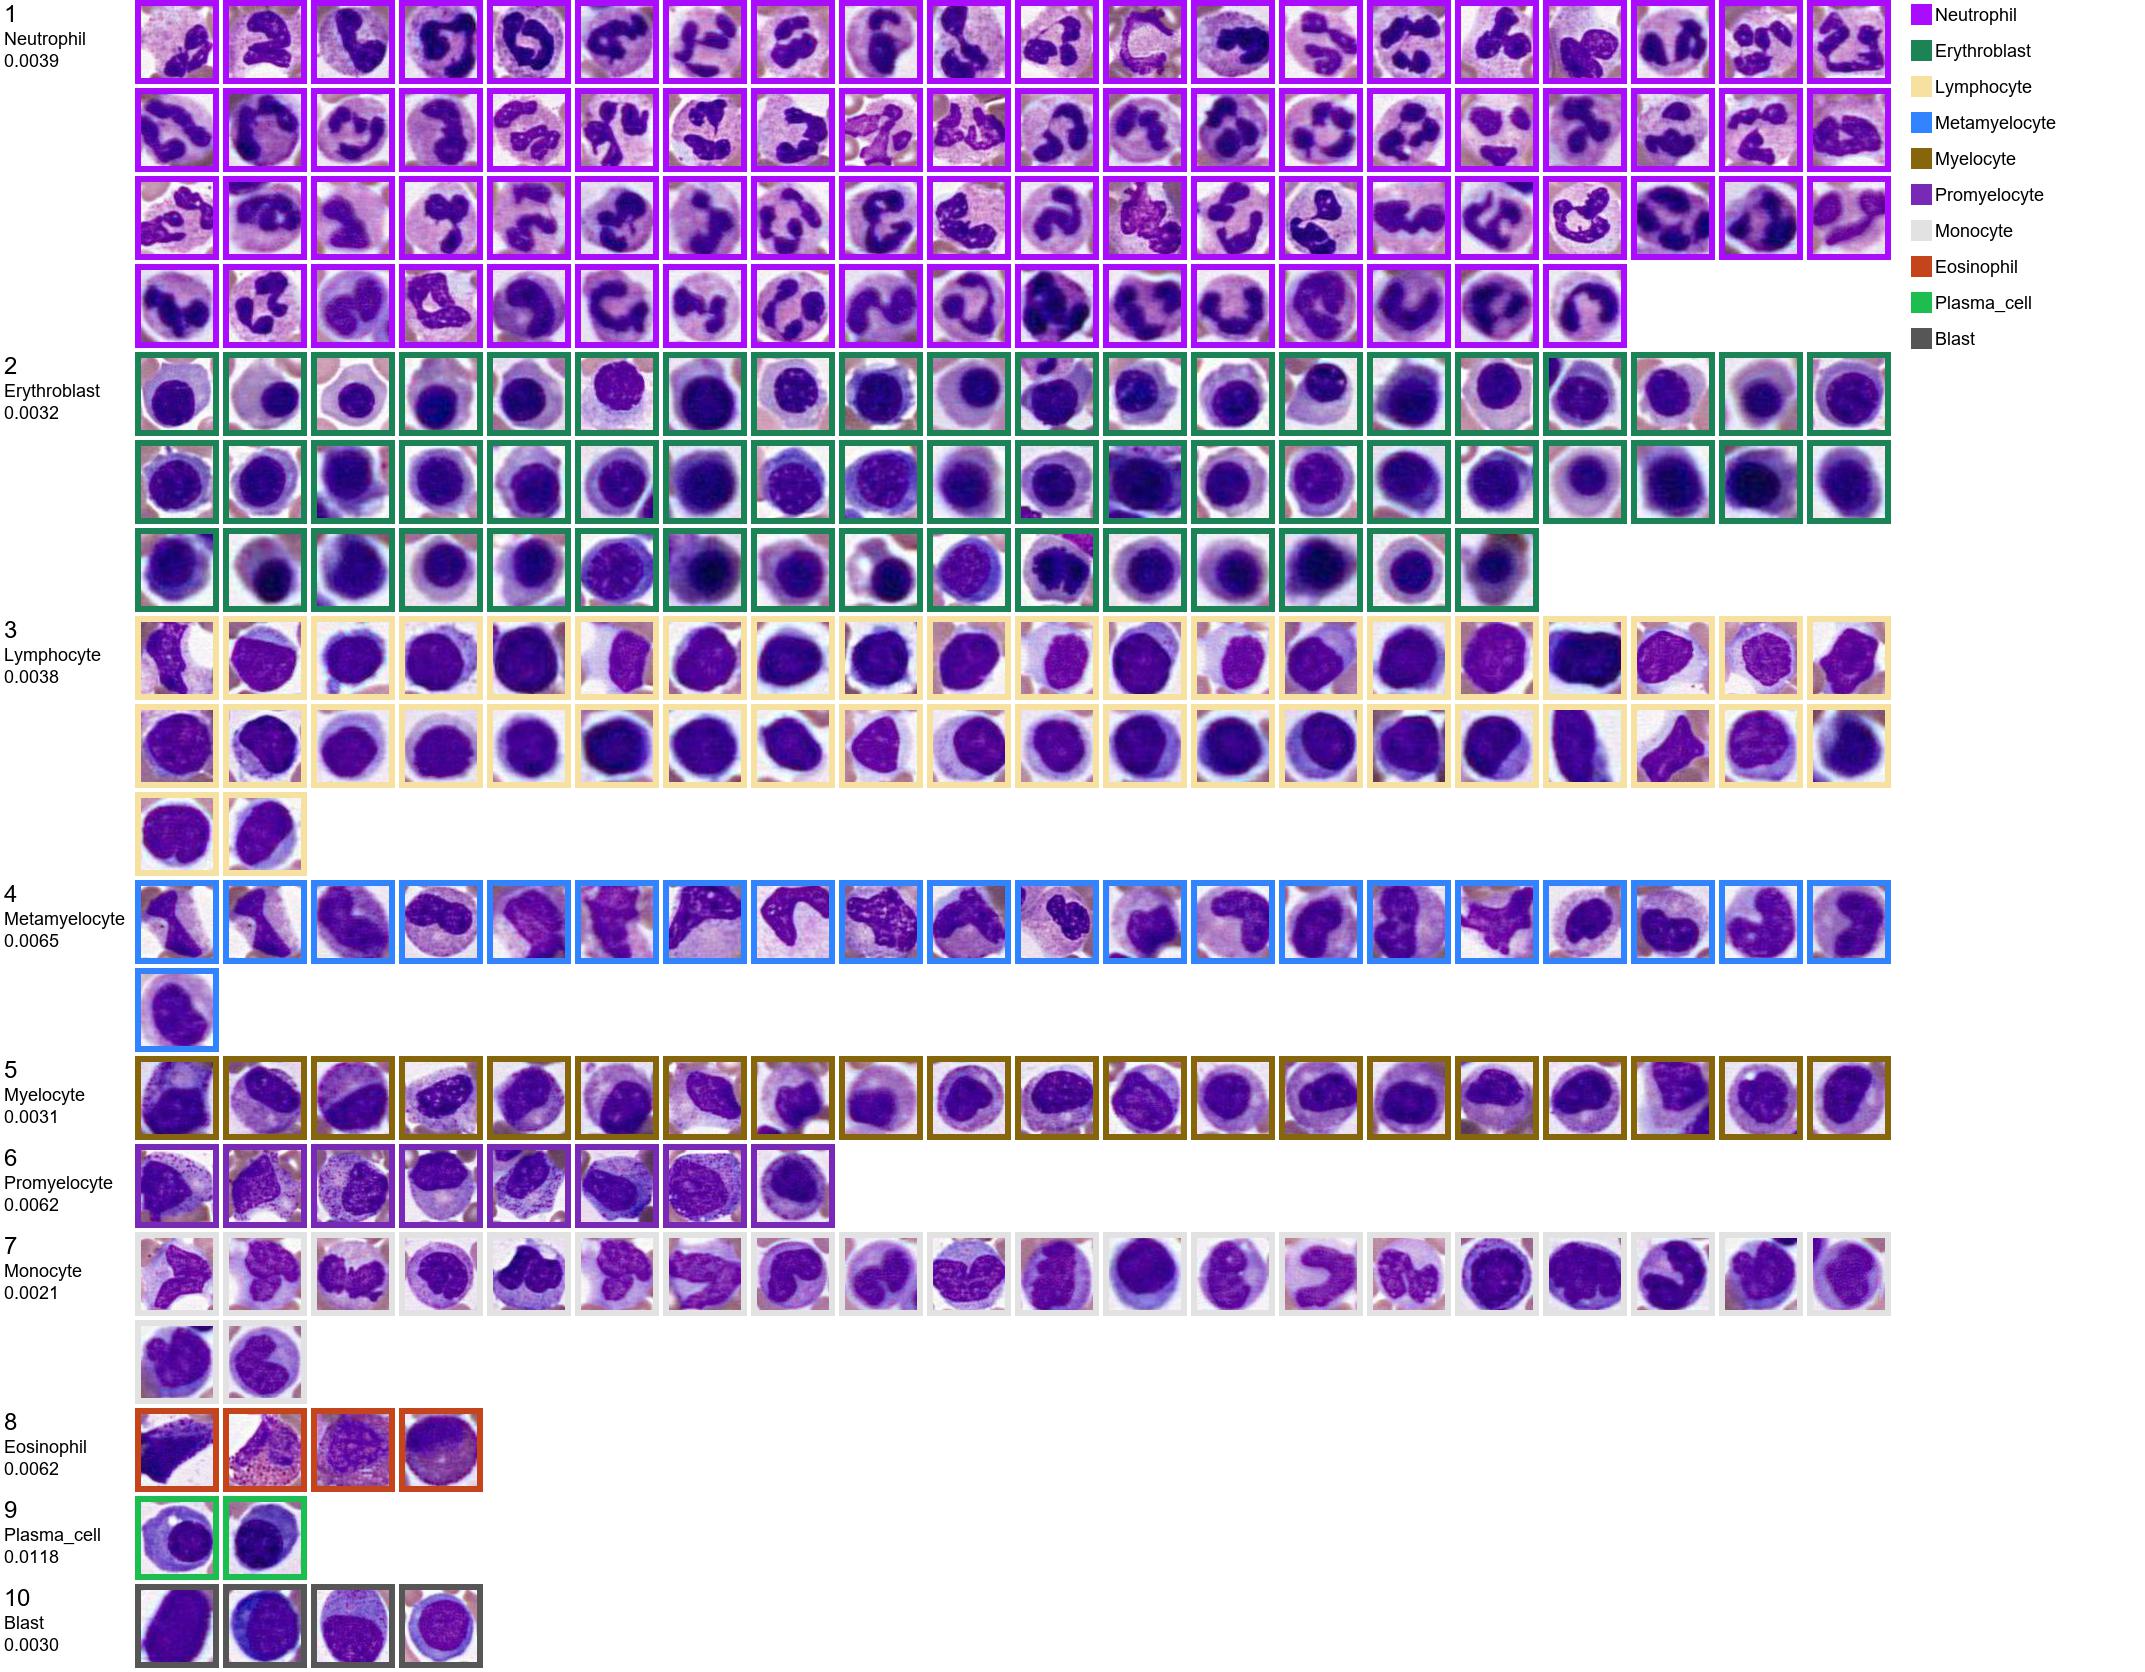 1
Neutrophil
0.0039
2
Erythroblast
0.0032
3
Lymphocyte
0.0038
4
Metamyelocyte
0.0065
5
Myelocyte
0.0031
6
Promyelocyte
0.0062
7
Monocyte
0.0021
8
Eosinophil
0.0062
9
Plasma_cell
0.0118
10
Blast
0.0030
Neutrophil
Erythroblast
Lymphocyte
Metamyelocyte
Myelocyte
Promyelocyte
Monocyte
Eosinophil
Plasma_cell
Blast